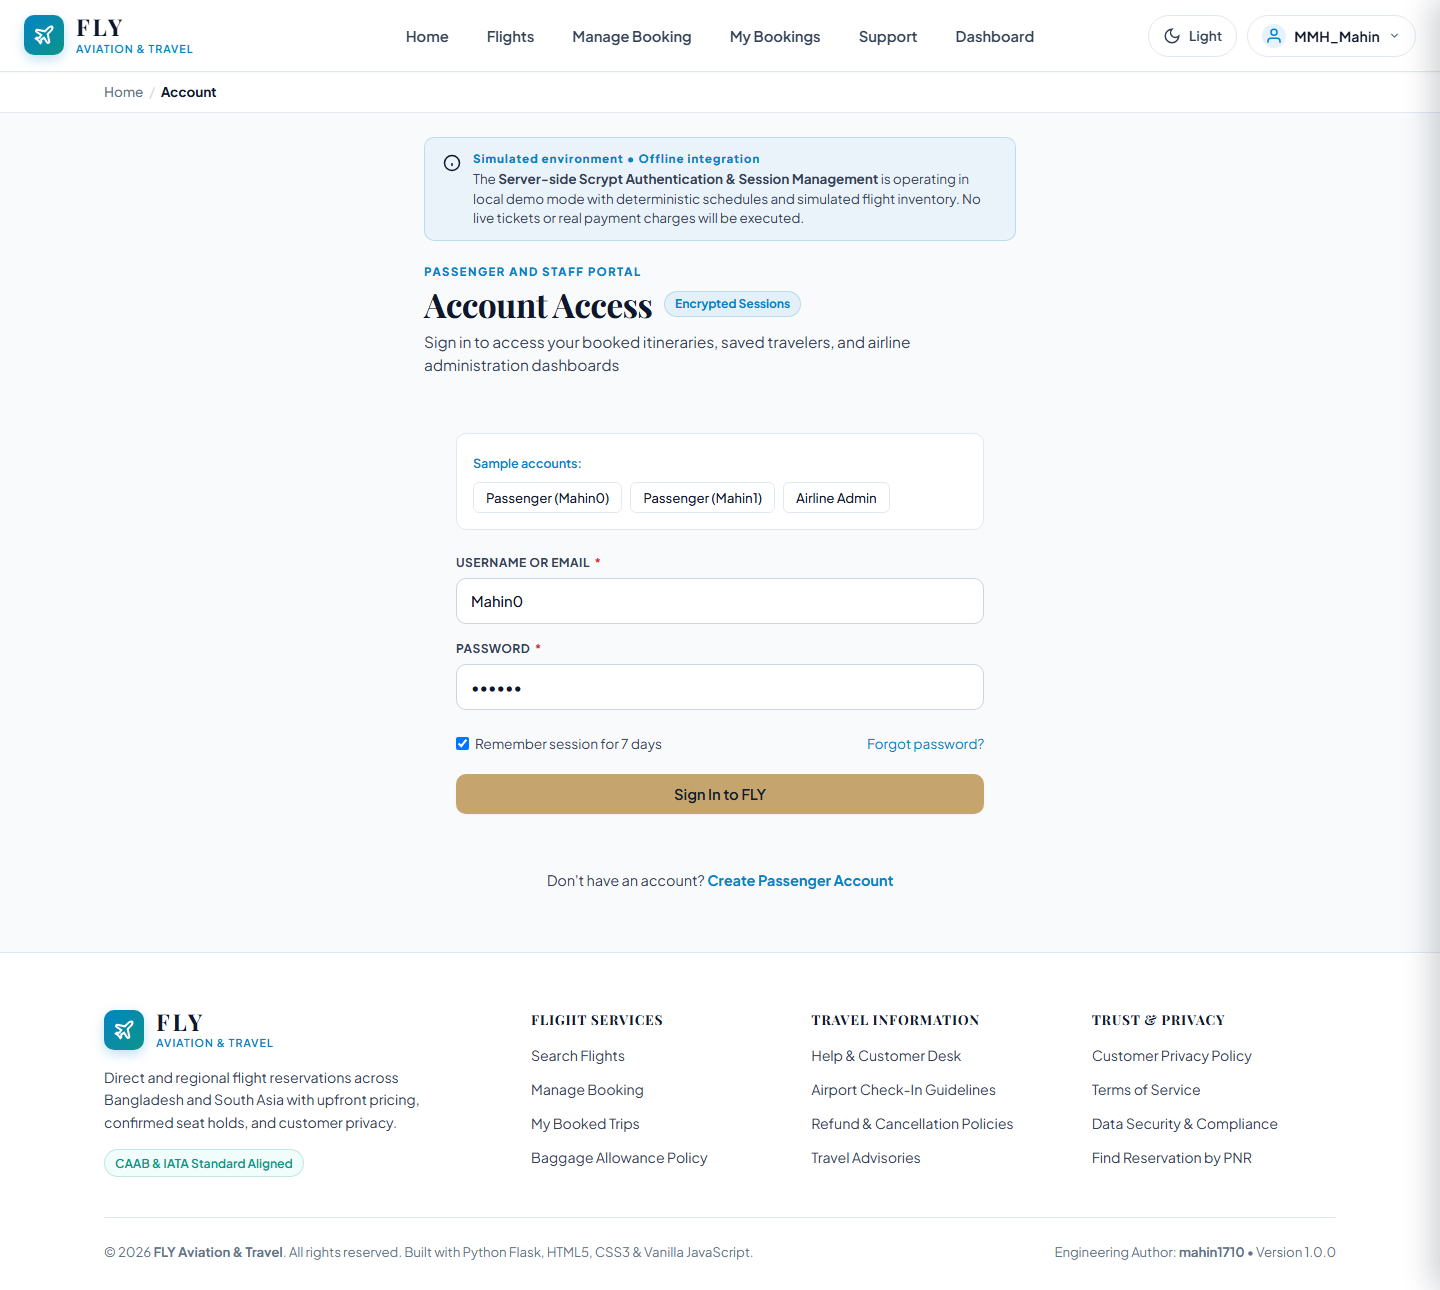 FLY
AVIATION & TRAVEL
Home
Flights
Manage Booking
My Bookings
Support
Dashboard
Light
MMH_Mahin
Home / Account
Simulated environment • Offline integration
The Server-side Scrypt Authentication & Session Management is operating in
local demo mode with deterministic schedules and simulated flight inventory. No
live tickets or real payment charges will be executed.
PASSENGER AND STAFF PORTAL
Account Access
Encrypted Sessions
Sign in to access your booked itineraries, saved travelers, and airline
administration dashboards
Sample accounts:
Passenger (Mahin0)
Passenger (Mahin1)
Airline Admin
USERNAME OR EMAIL *
Mahin0
PASSWORD *
••••••
Remember session for 7 days
Forgot password?
Sign In to FLY
Don't have an account? Create Passenger Account
FLY
AVIATION & TRAVEL
Direct and regional flight reservations across
Bangladesh and South Asia with upfront pricing,
confirmed seat holds, and customer privacy.
CAAB & IATA Standard Aligned
FLIGHT SERVICES
Search Flights
Manage Booking
My Booked Trips
Baggage Allowance Policy
TRAVEL INFORMATION
Help & Customer Desk
Airport Check-In Guidelines
Refund & Cancellation Policies
Travel Advisories
TRUST & PRIVACY
Customer Privacy Policy
Terms of Service
Data Security & Compliance
Find Reservation by PNR
© 2026 FLY Aviation & Travel. All rights reserved. Built with Python Flask, HTML5, CSS3 & Vanilla JavaScript.
Engineering Author: mahin1710 • Version 1.0.0